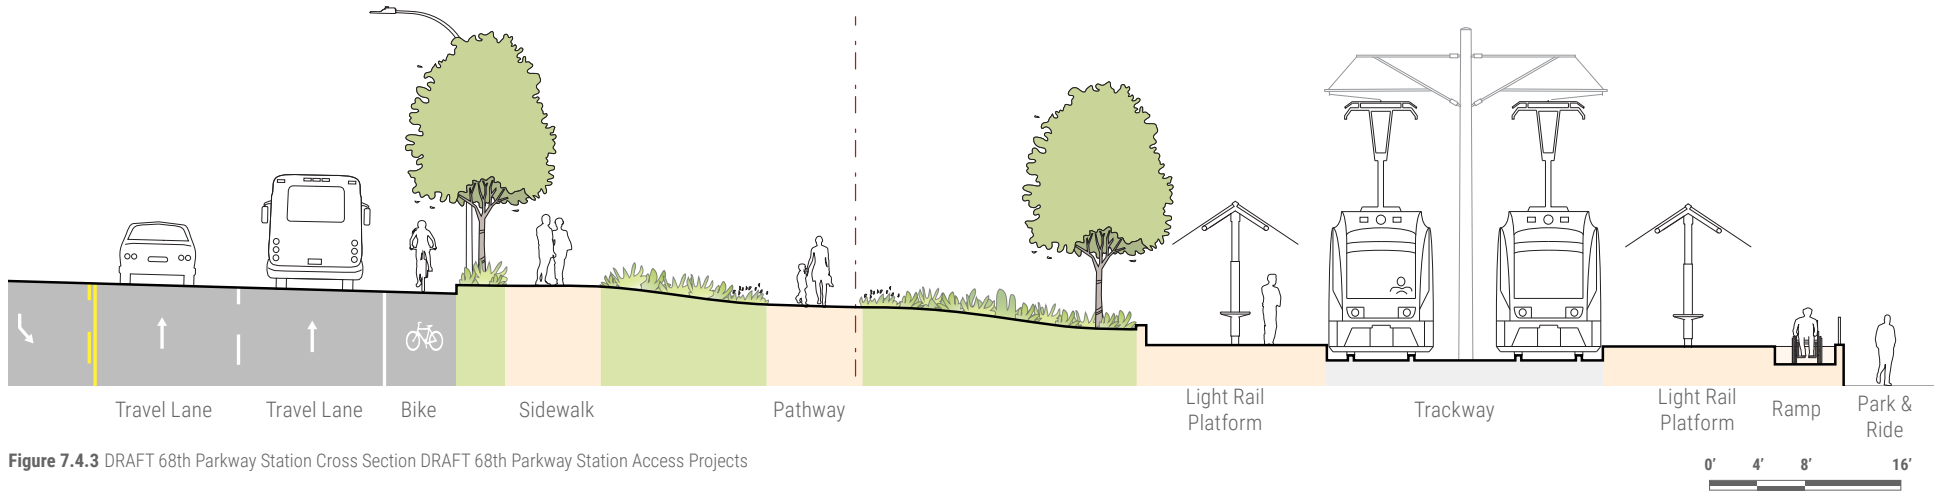 Travel Lane
Travel Lane
Bike
Sidewalk
Pathway
Light Rail
Platform
Trackway
Light Rail
Platform
Ramp
Park &
Ride
Figure 7.4.3 DRAFT 68th Parkway Station Cross Section DRAFT 68th Parkway Station Access Projects
0’ 4’ 8’ 16’